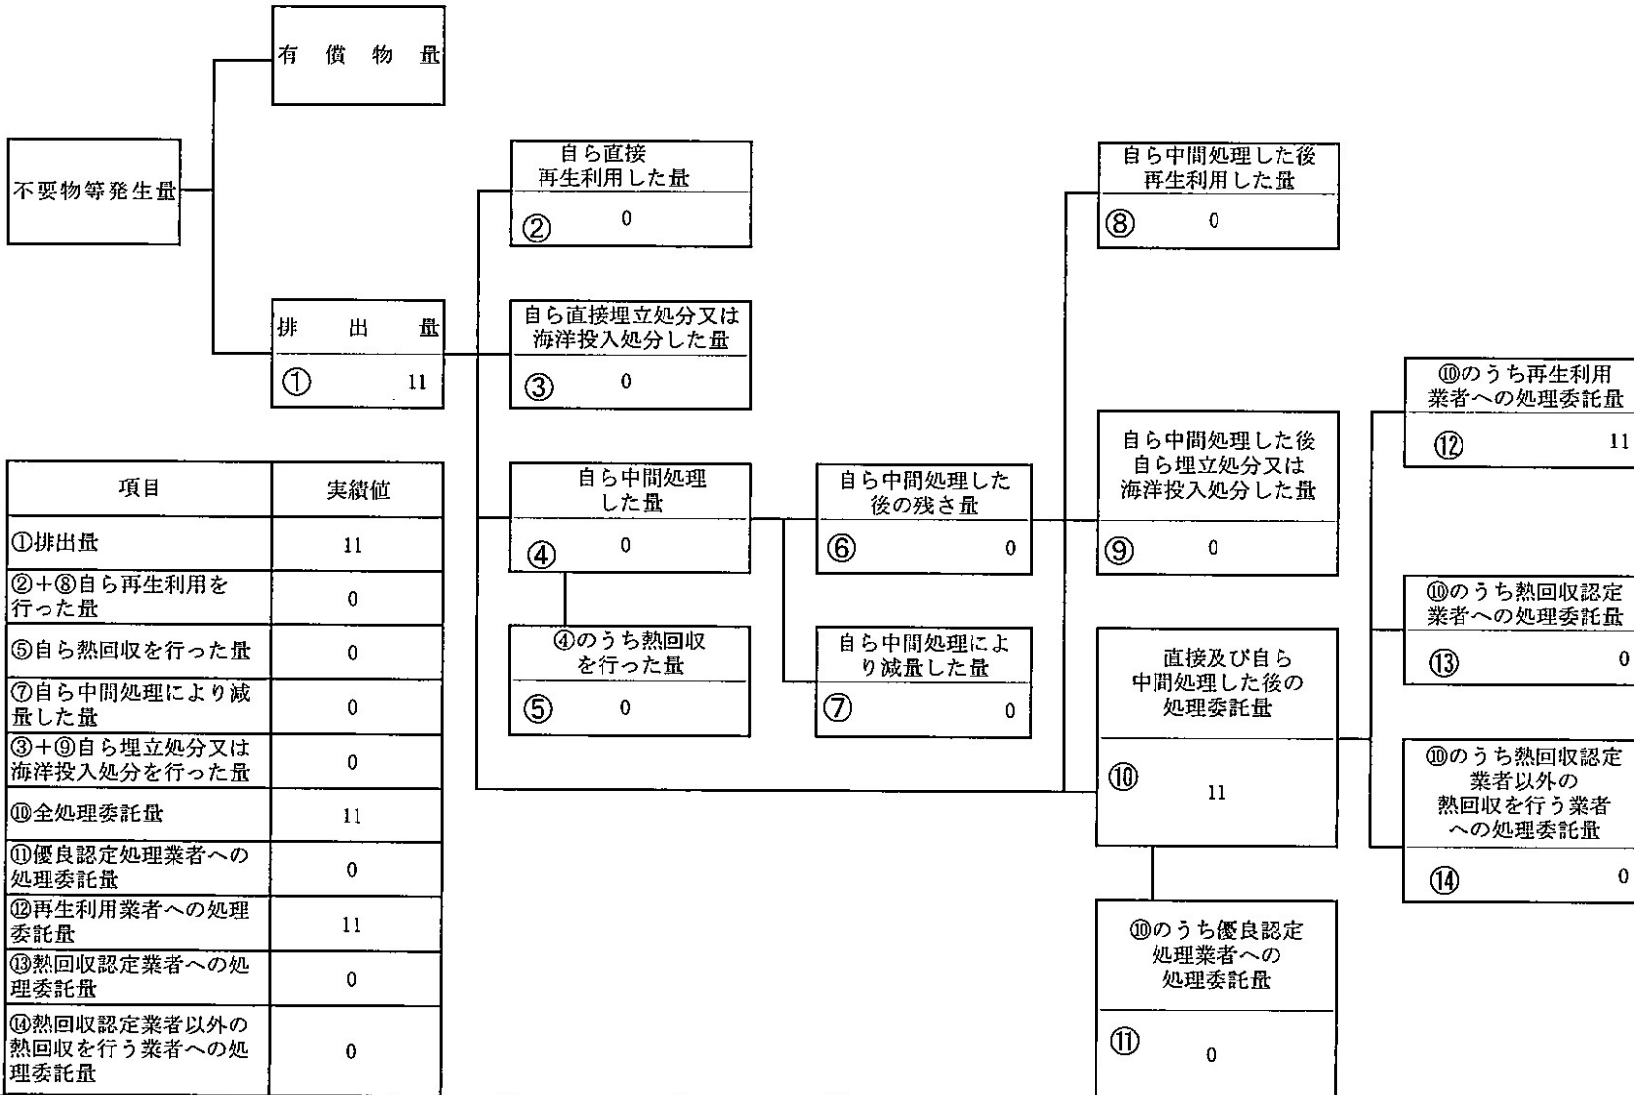 有償物量
不要物等発生量
排出量
① 11
自ら直接
再生利用した量
② 0
自ら直接埋立処分又は
海洋投入処分した量
③ 0
自ら中間処理
した量
④ 0
④のうち熱回収
を行った量
⑤ 0
自ら中間処理した
後の残さ量
⑥ 0
自ら中間処理によ
り減量した量
⑦ 0
自ら中間処理した後
再生利用した量
⑧ 0
自ら中間処理した後
自ら埋立処分又は
海洋投入処分した量
⑨ 0
直接及び自ら
中間処理した後の
処理委託量
⑩ 11
⑩のうち優良認定
処理業者への
処理委託量
⑪ 0
⑩のうち再生利用
業者への処理委託量
⑫ 11
⑩のうち熱回収認定
業者への処理委託量
⑬ 0
⑩のうち熱回収認定
業者以外の
熱回収を行う業者
への処理委託量
⑭ 0
項目 実績値
①排出量 11
②+⑧自ら再生利用を
行った量 0
⑤自ら熱回収を行った量 0
⑦自ら中間処理により減
量した量 0
③+⑨自ら埋立処分又は
海洋投入処分を行った量 0
⑩全処理委託量 11
⑪優良認定処理業者への
処理委託量 0
⑫再生利用業者への処理
委託量 11
⑬熱回収認定業者への処
理委託量 0
⑭熱回収認定業者以外の
熱回収を行う業者への処
理委託量 0